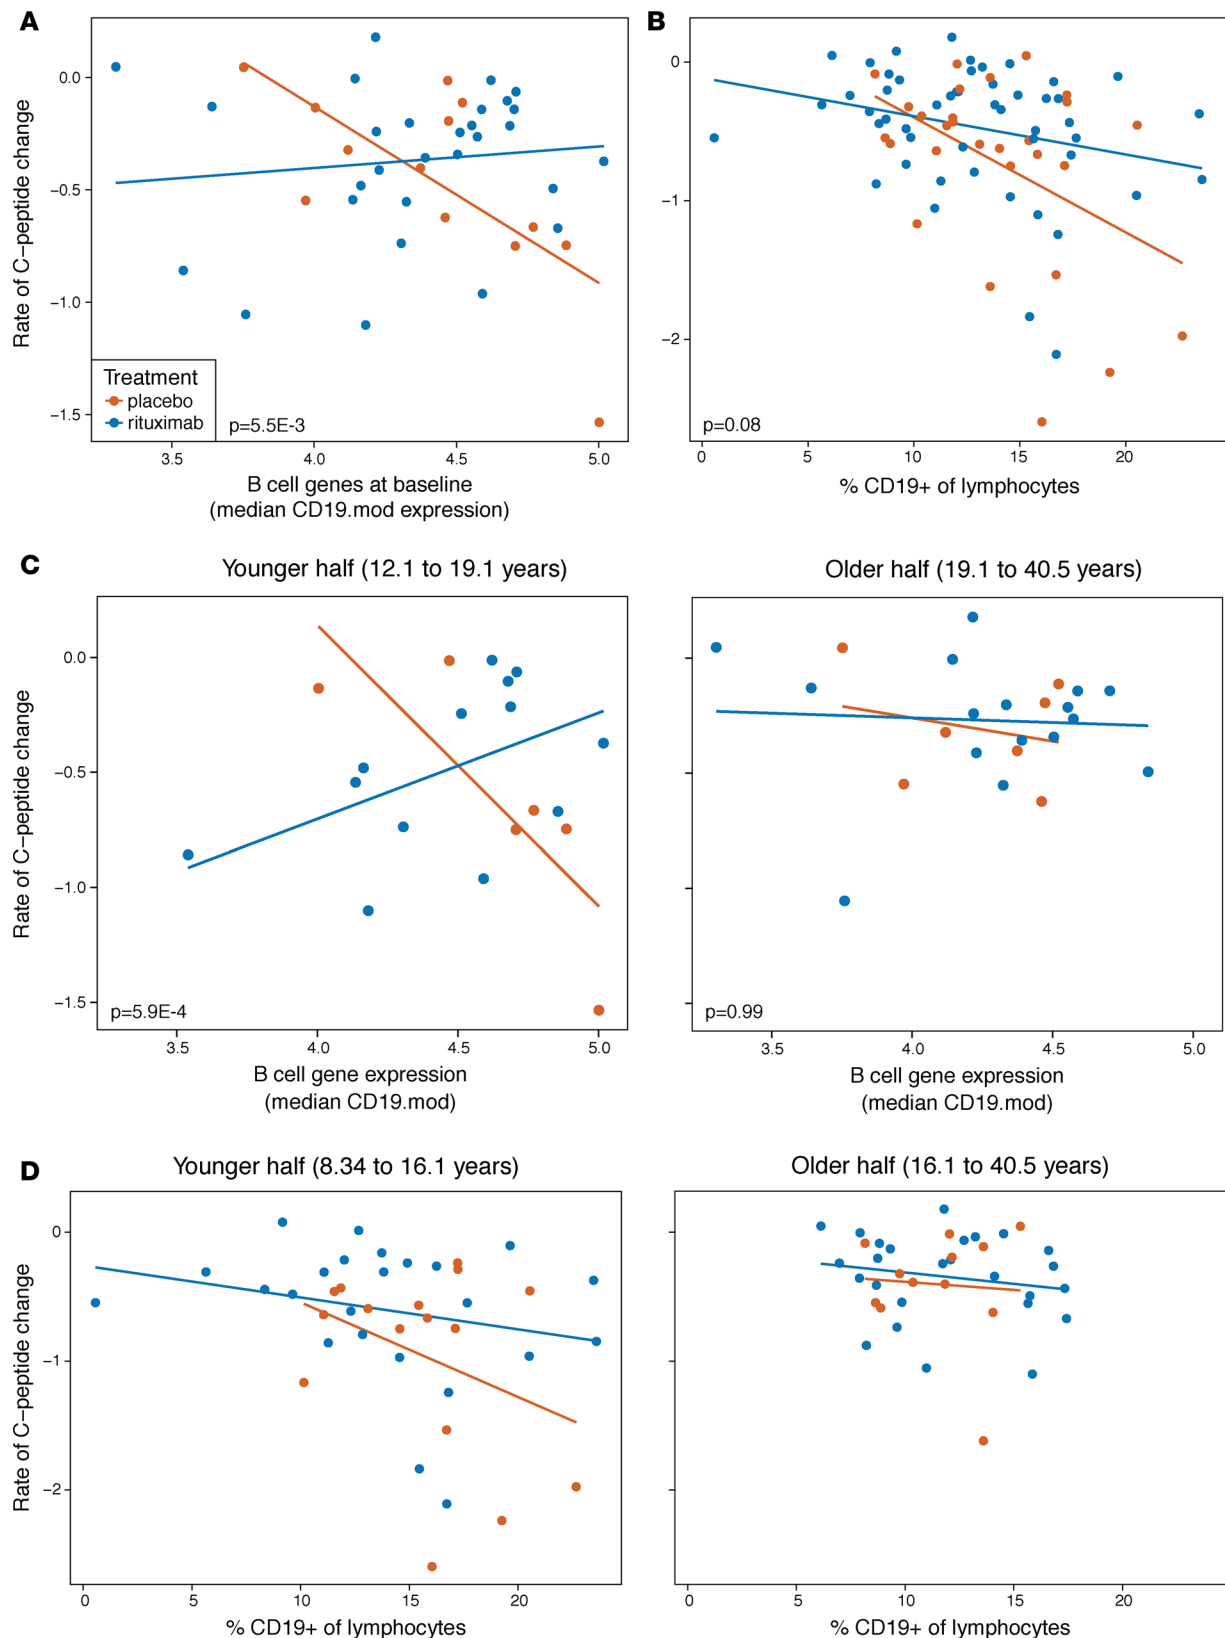 A
Rate of C–peptide change
0.0
−0.5
−1.0
−1.5
Treatment
placebo
rituximab
p=5.5E-3
3.5 4.0 4.5 5.0
B cell genes at baseline
(median CD19.mod expression)
B
0
−1
−2
p=0.08
0 5 10 15 20
% CD19+ of lymphocytes
C
Younger half (12.1 to 19.1 years)
Rate of C–peptide change
0.0
−0.5
−1.0
−1.5
p=5.9E-4
3.5 4.0 4.5 5.0
B cell gene expression
(median CD19.mod)
Older half (19.1 to 40.5 years)
p=0.99
3.5 4.0 4.5 5.0
B cell gene expression
(median CD19.mod)
D
Younger half (8.34 to 16.1 years)
Rate of C–peptide change
0
−1
−2
0 5 10 15 20
% CD19+ of lymphocytes
Older half (16.1 to 40.5 years)
0 5 10 15 20
% CD19+ of lymphocytes